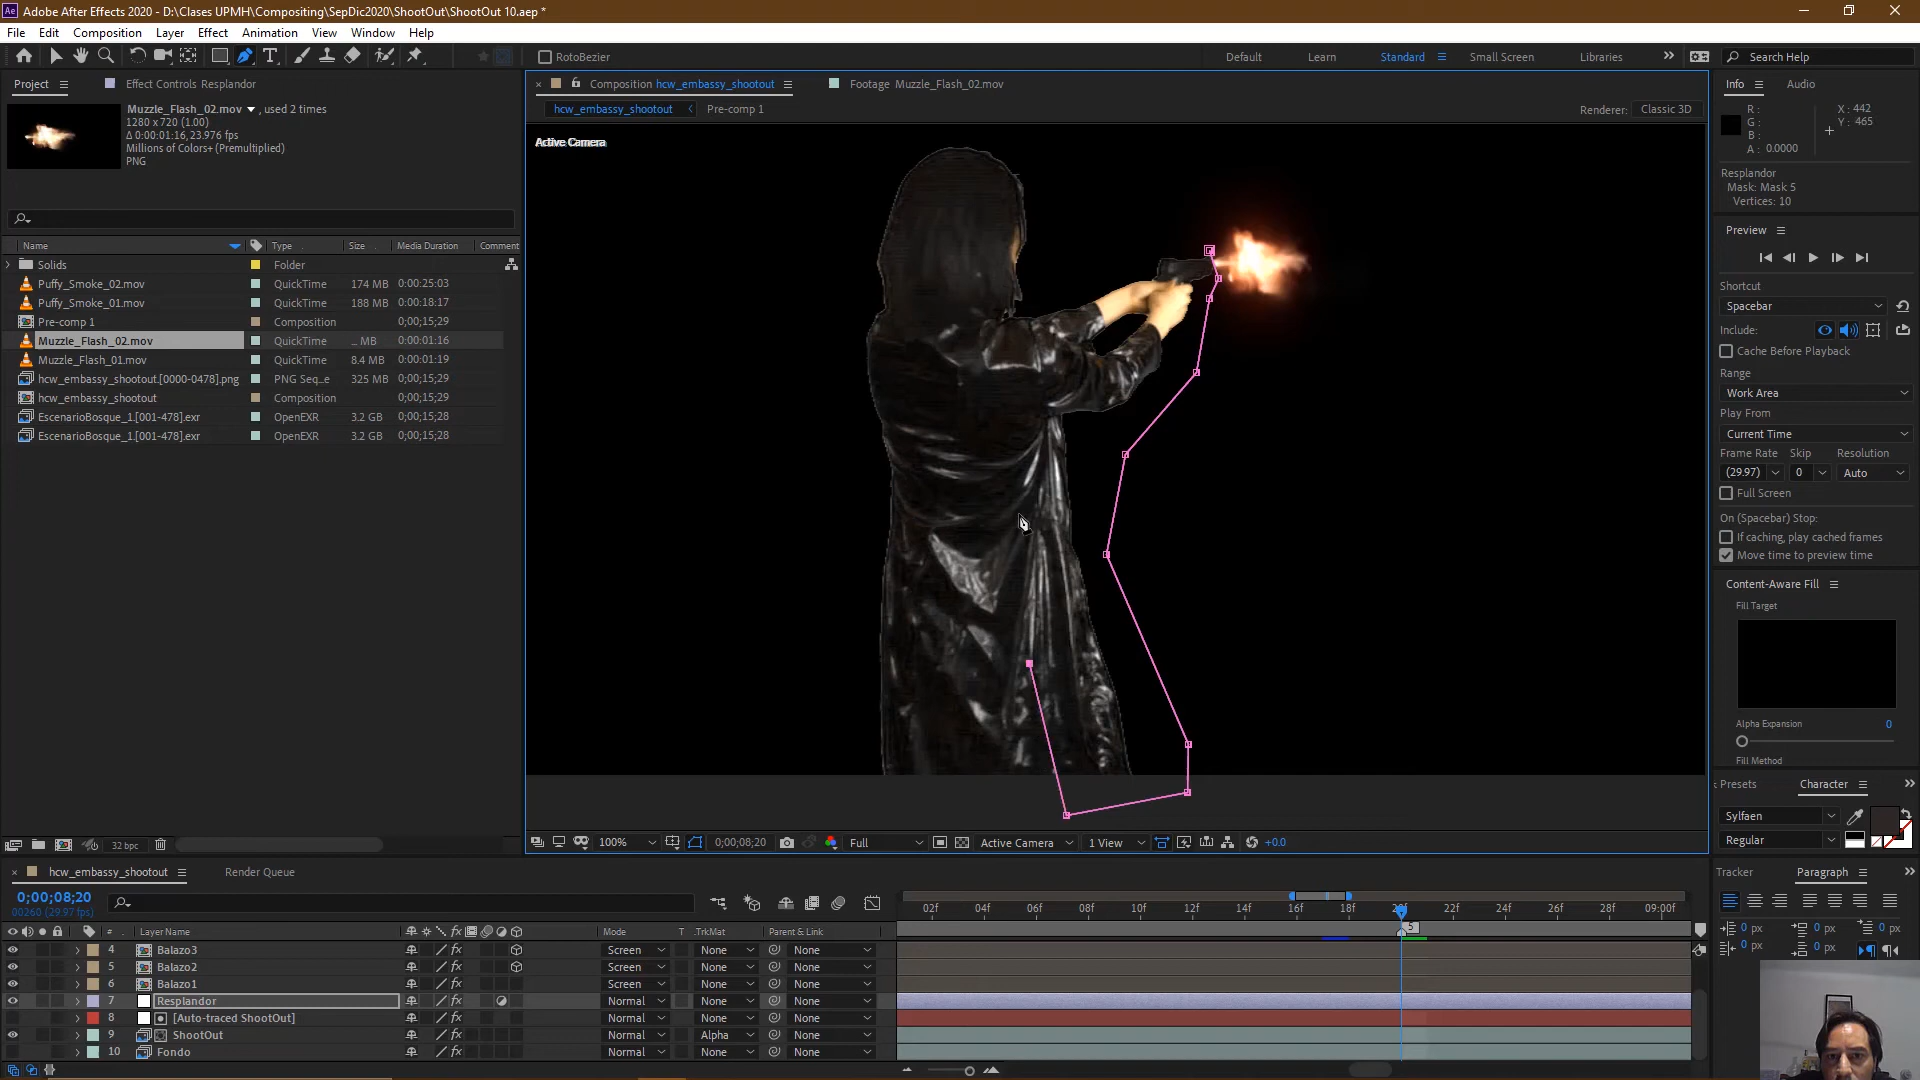 Adobe After Effects 2020 - D:\Clases UPMH\Compositing\SepDic2020\ShootOut\ShootOut 10.aep *
File Edit Composition Layer Effect Animation View Window Help
RotoBezier
Default Learn Standard Small Screen Libraries
Search Help
Project
Effect Controls Resplandor
Muzzle_Flash_02.mov , used 2 times
1280 x 720 (1.00)
Δ 0:00:01:16, 23.976 fps
Millions of Colors+ (Premultiplied)
PNG
Name Type Size Media Duration Comment
Solids Folder
Puffy_Smoke_02.mov QuickTime 174 MB 0:00:25:03
Puffy_Smoke_01.mov QuickTime 188 MB 0:00:18:17
Pre-comp 1 Composition 0;00;15;29
Muzzle_Flash_02.mov QuickTime ... MB 0:00:01:16
Muzzle_Flash_01.mov QuickTime 8.4 MB 0:00:01:19
hcw_embassy_shootout.[0000-0478].png PNG Seq...e 325 MB 0;00;15;29
hcw_embassy_shootout Composition 0;00;15;29
EscenarioBosque_1.[001-478].exr OpenEXR 3.2 GB 0;00;15;28
EscenarioBosque_1.[001-478].exr OpenEXR 3.2 GB 0;00;15;28
32 bpc
Composition hcw_embassy_shootout
Footage Muzzle_Flash_02.mov
hcw_embassy_shootout Pre-comp 1
Renderer: Classic 3D
Active Camera
100% 0;00;08;20 Full Active Camera 1 View +0.0
Info Audio
R :
G :
B :
A : 0.0000
X : 442
Y : 465
Resplandor
Mask: Mask 5
Vertices: 10
Preview
Shortcut
Spacebar
Include:
Cache Before Playback
Range
Work Area
Play From
Current Time
Frame Rate Skip Resolution
(29.97) 0 Auto
Full Screen
On (Spacebar) Stop:
If caching, play cached frames
Move time to preview time
Content-Aware Fill
Fill Target
Alpha Expansion 0
Fill Method
Presets Character
Sylfaen
Regular
Tracker Paragraph
0 px 0 px 0 px
0 px 0 px
hcw_embassy_shootout
Render Queue
0;00;08;20
00260 (29.97 fps)
02f 04f 06f 08f 10f 12f 14f 16f 18f 20f 22f 24f 26f 28f 09:00f
5
# Layer Name Mode T .TrkMat Parent & Link
4 Balazo3 Screen None None
5 Balazo2 Screen None None
6 Balazo1 Screen None None
7 Resplandor Normal None None
8 [Auto-traced ShootOut] Normal None None
9 ShootOut Normal Alpha None
10 Fondo Normal None None